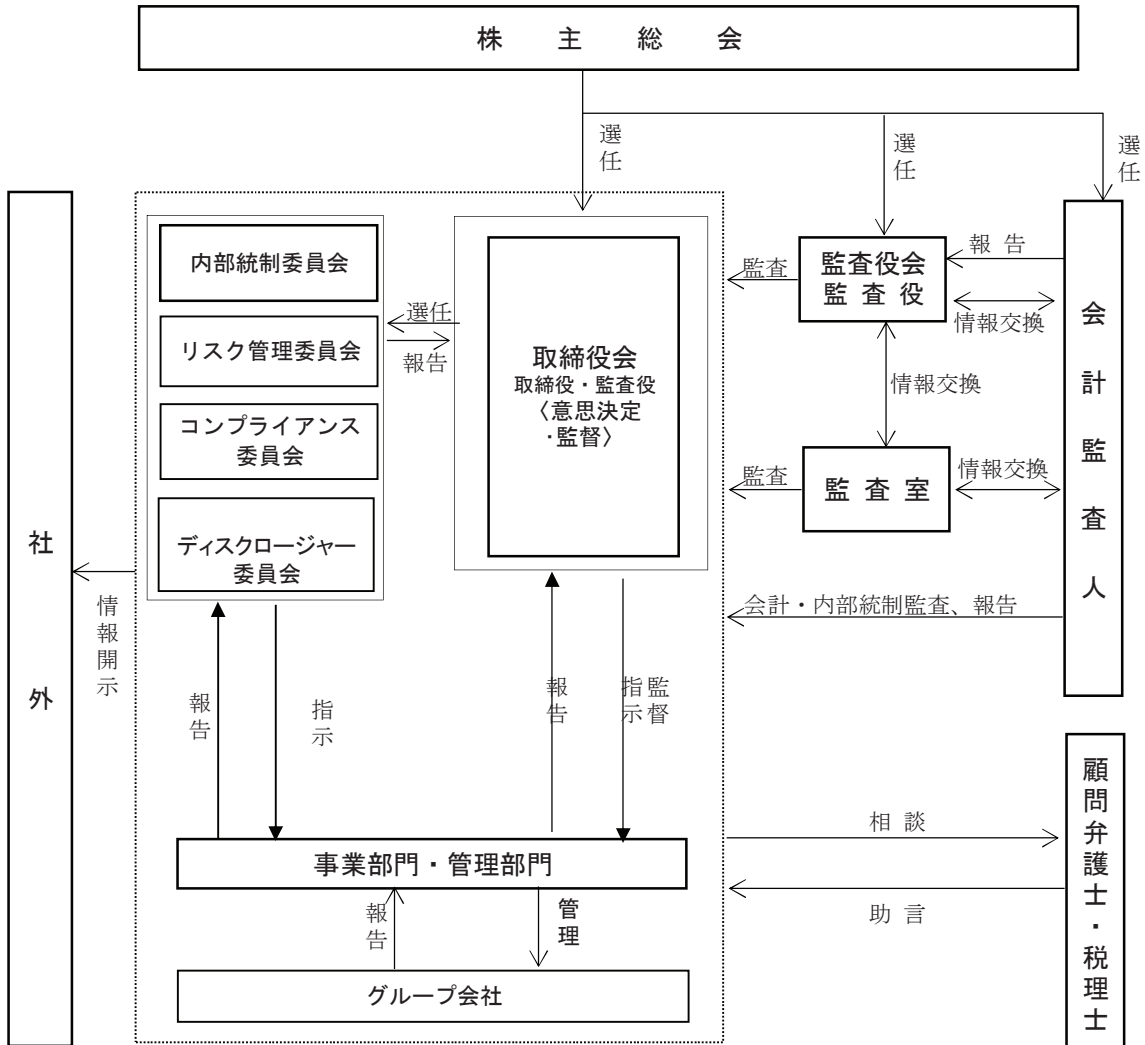 株主総会
選任
選任
選任
社外
内部統制委員会
リスク管理委員会
コンプライアンス
委員会
ディスクロージャー
委員会
選任
報告
取締役会
取締役・監査役
〈意思決定
・監督〉
監査
監査役会
監査役
報告
情報交換
情報交換
監査
監査室
情報交換
会計監査人
会計・内部統制監査、報告
情報開示
報告
指示
報告
指示
監督
事業部門・管理部門
報告
管理
グループ会社
相談
助言
顧問弁護士・税理士